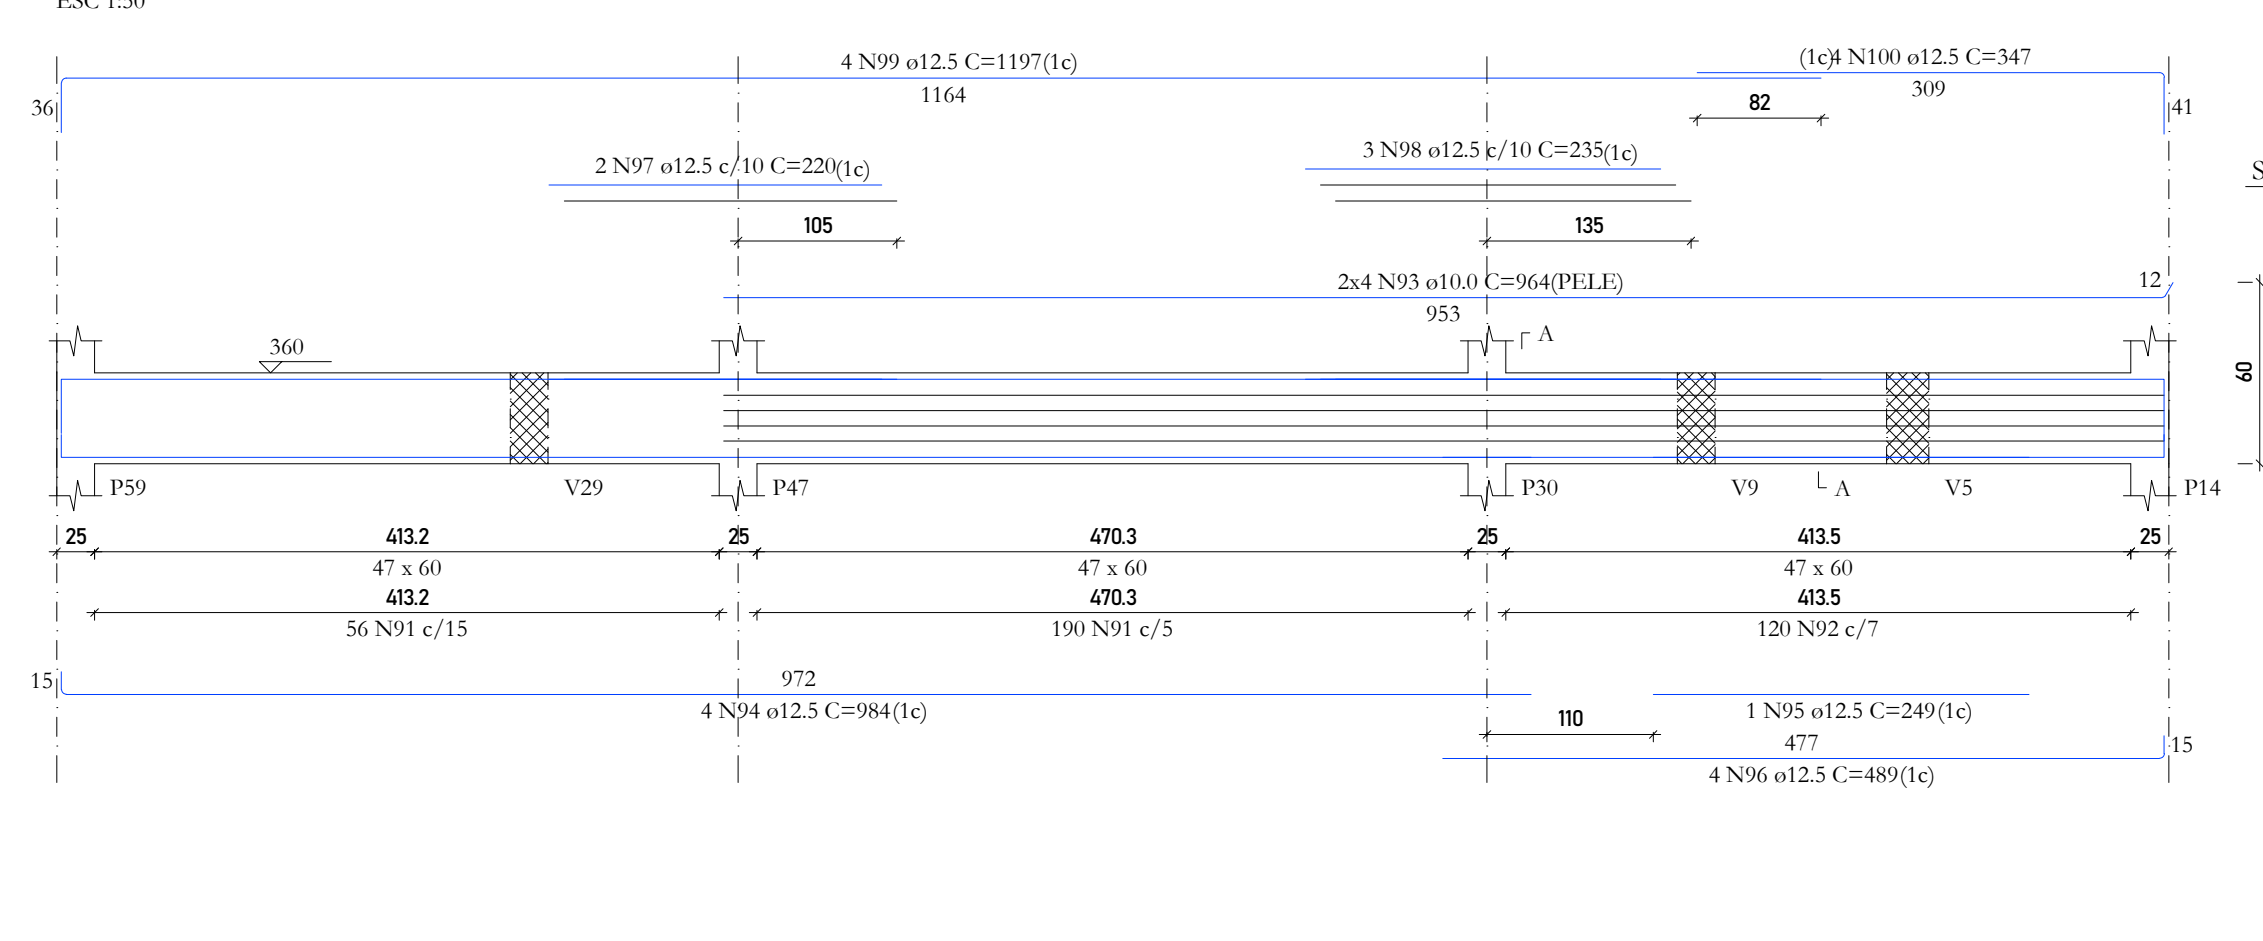 ESC 1:50
4 N99 ø12.5 C=1197(1c)
(1c)4 N100 ø12.5 C=347
1164
309
36
82
41
3 N98 ø12.5 c/10 C=235(1c)
2 N97 ø12.5 c/10 C=220(1c)
S
105
135
2x4 N93 ø10.0 C=964(PELE)
12
953
A
360
60
P59
V29
P47
P30
V9
A
V5
P14
25
413.2
25
470.3
25
413.5
25
47 x 60
47 x 60
47 x 60
413.2
470.3
413.5
56 N91 c/15
190 N91 c/5
120 N92 c/7
15
972
4 N94 ø12.5 C=984(1c)
110
1 N95 ø12.5 C=249(1c)
477
15
4 N96 ø12.5 C=489(1c)